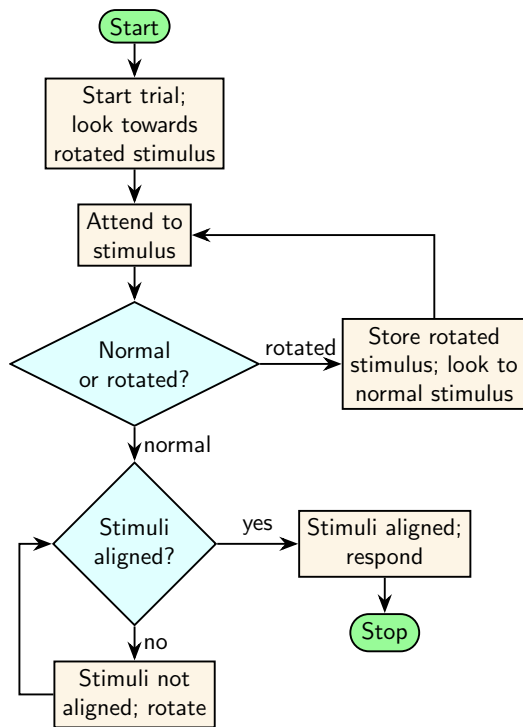 Start
Start trial;
look towards
rotated stimulus
Attend to
stimulus
Normal
or rotated?
rotated
Store rotated
stimulus; look to
normal stimulus
normal
Stimuli
aligned?
yes
Stimuli aligned;
respond
Stop
no
Stimuli not
aligned; rotate